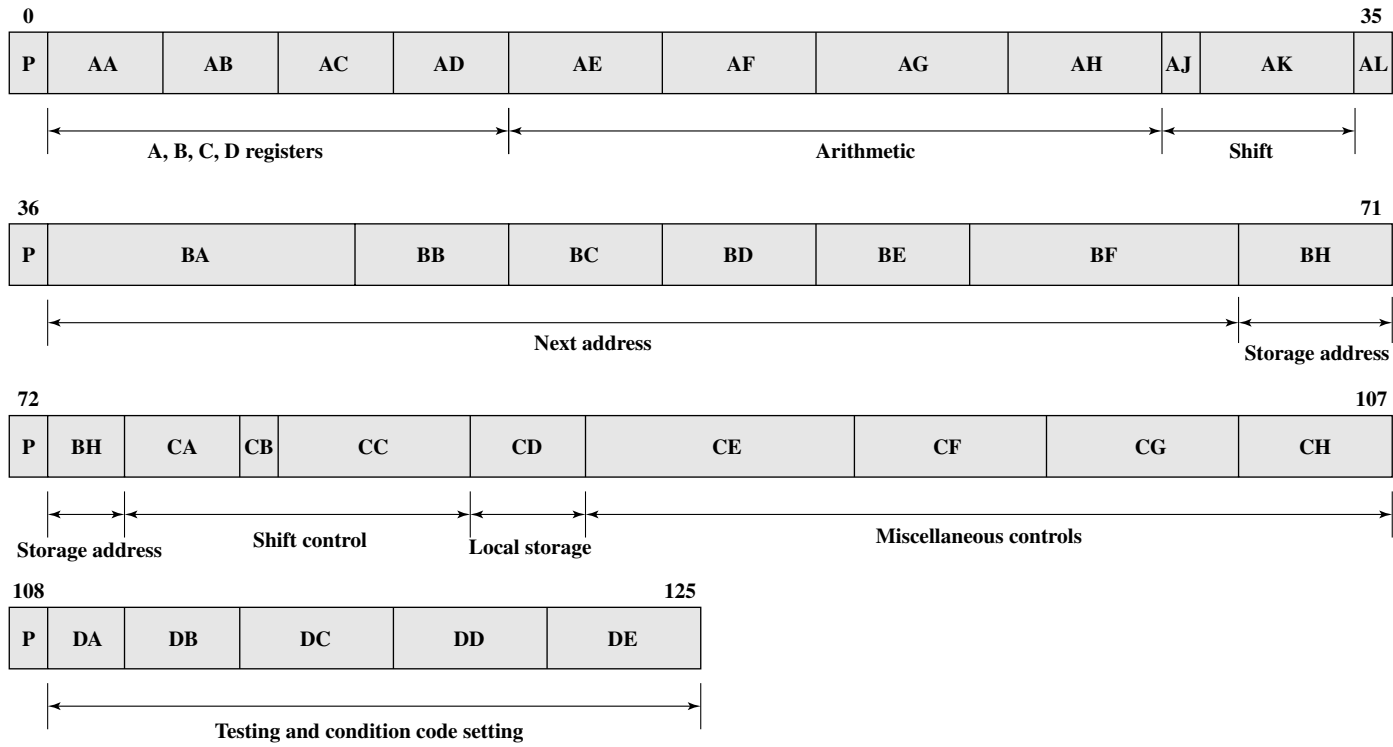 0 35
P AA AB AC AD AE AF AG AH AJ AK AL
A, B, C, D registers Arithmetic Shift
36 71
P BA BB BC BD BE BF BH
Next address Storage address
72 107
P BH CA CB CC CD CE CF CG CH
Storage address Shift control Local storage Miscellaneous controls
108 125
P DA DB DC DD DE
Testing and condition code setting